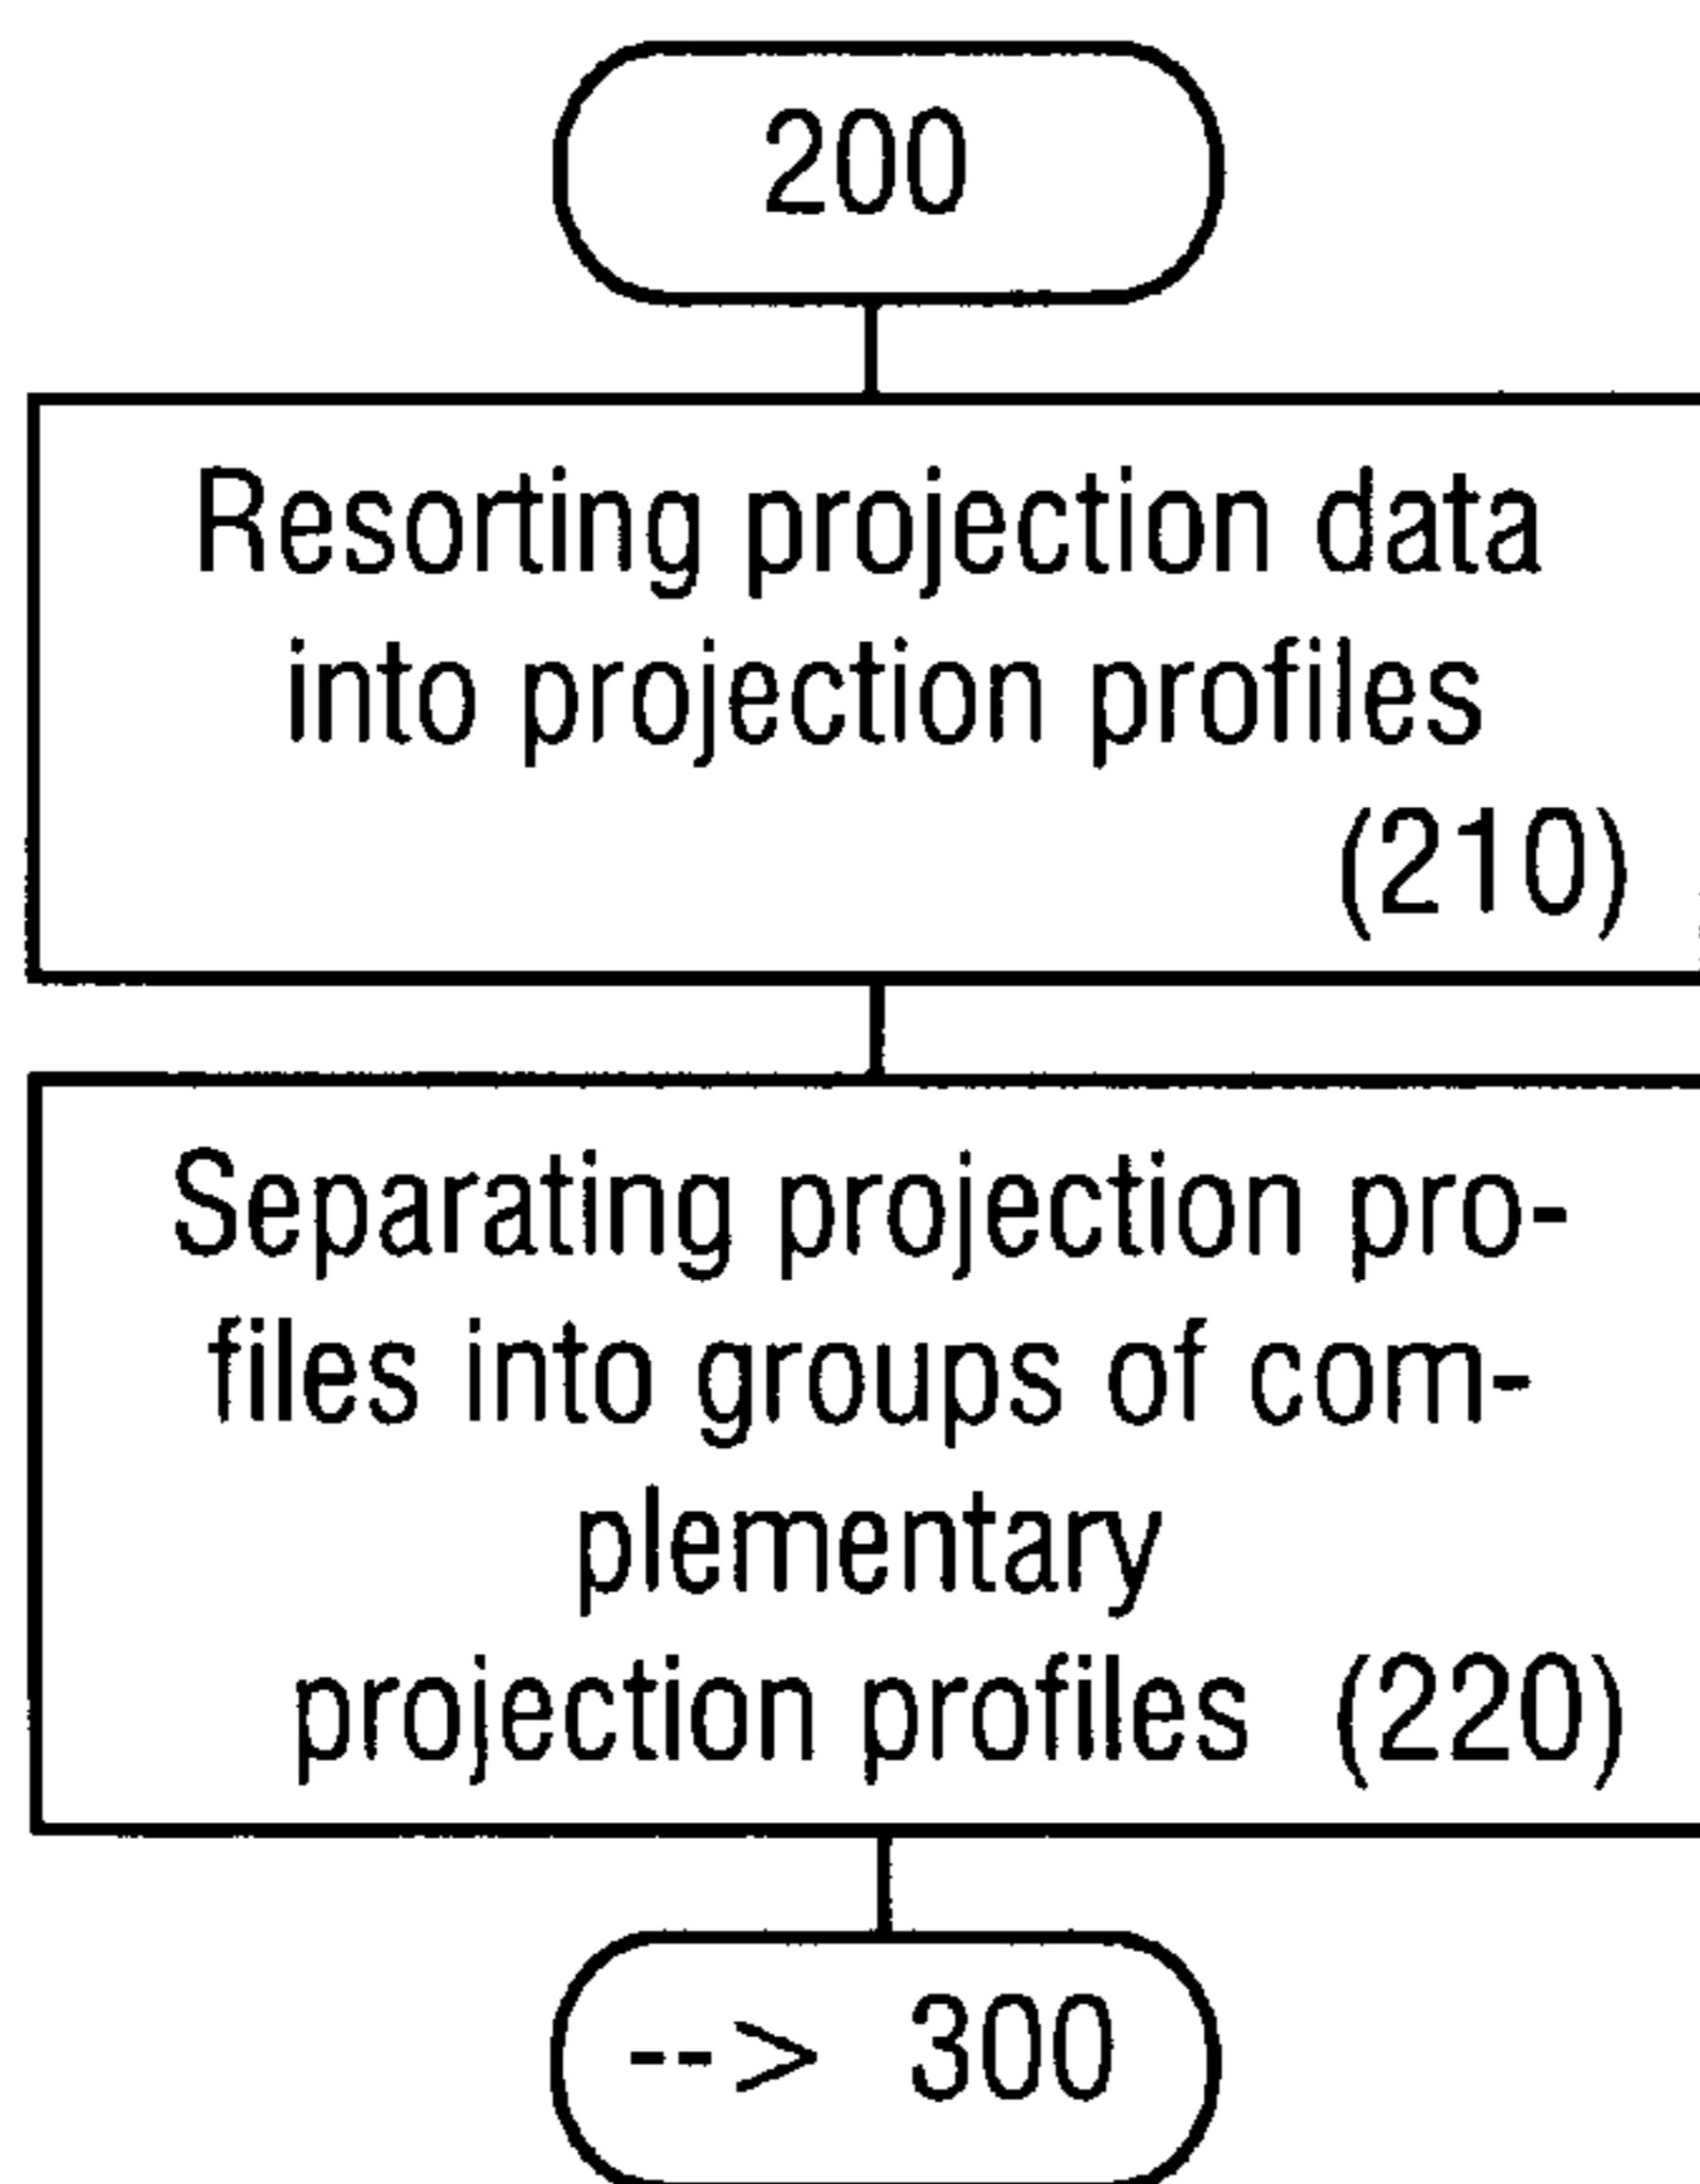 200
Resorting projection data
into projection profiles
(210)
Separating projection pro-
files into groups of com-
plementary
projection profiles (220)
--> 300